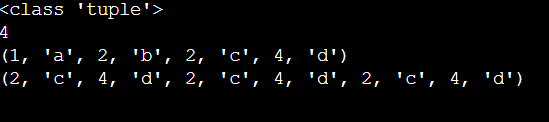 <class 'tuple'>
4
(1, 'a', 2, 'b', 2, 'c', 4, 'd')
(2, 'c', 4, 'd', 2, 'c', 4, 'd', 2, 'c', 4, 'd')